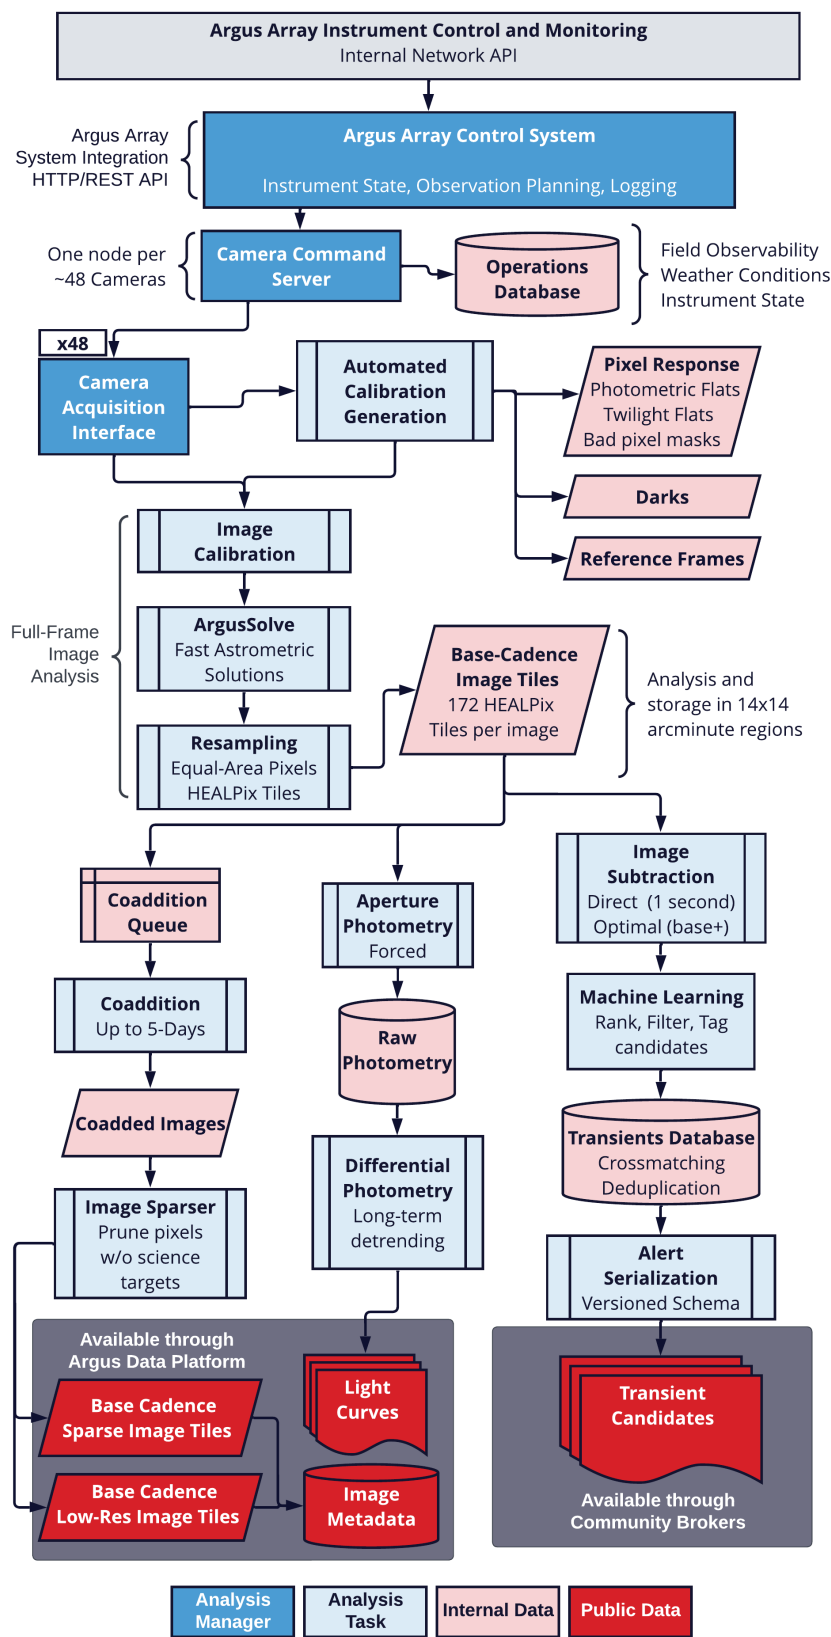 Argus Array Instrument Control and Monitoring
Internal Network API
Argus Array
System Integration
HTTP/REST API
Argus Array Control System
Instrument State, Observation Planning, Logging
One node per
~48 Cameras
Camera Command
Server
Operations
Database
Field Observability
Weather Conditions
Instrument State
x48
Camera
Acquisition
Interface
Automated
Calibration
Generation
Pixel Response
Photometric Flats
Twilight Flats
Bad pixel masks
Darks
Reference Frames
Image
Calibration
Full-Frame
Image
Analysis
ArgusSolve
Fast Astrometric
Solutions
Resampling
Equal-Area Pixels
HEALPix Tiles
Base-Cadence
Image Tiles
172 HEALPix
Tiles per image
Analysis and
storage in 14x14
arcminute regions
Coaddition
Queue
Coaddition
Up to 5-Days
Coadded Images
Image Sparser
Prune pixels
w/o science
targets
Aperture
Photometry
Forced
Raw
Photometry
Differential
Photometry
Long-term
detrending
Image
Subtraction
Direct (1 second)
Optimal (base+)
Machine Learning
Rank, Filter, Tag
candidates
Transients Database
Crossmatching
Deduplication
Alert
Serialization
Versioned Schema
Available through
Argus Data Platform
Base Cadence
Sparse Image Tiles
Base Cadence
Low-Res Image Tiles
Light
Curves
Image
Metadata
Transient
Candidates
Available through
Community Brokers
Analysis
Manager
Analysis
Task
Internal Data
Public Data